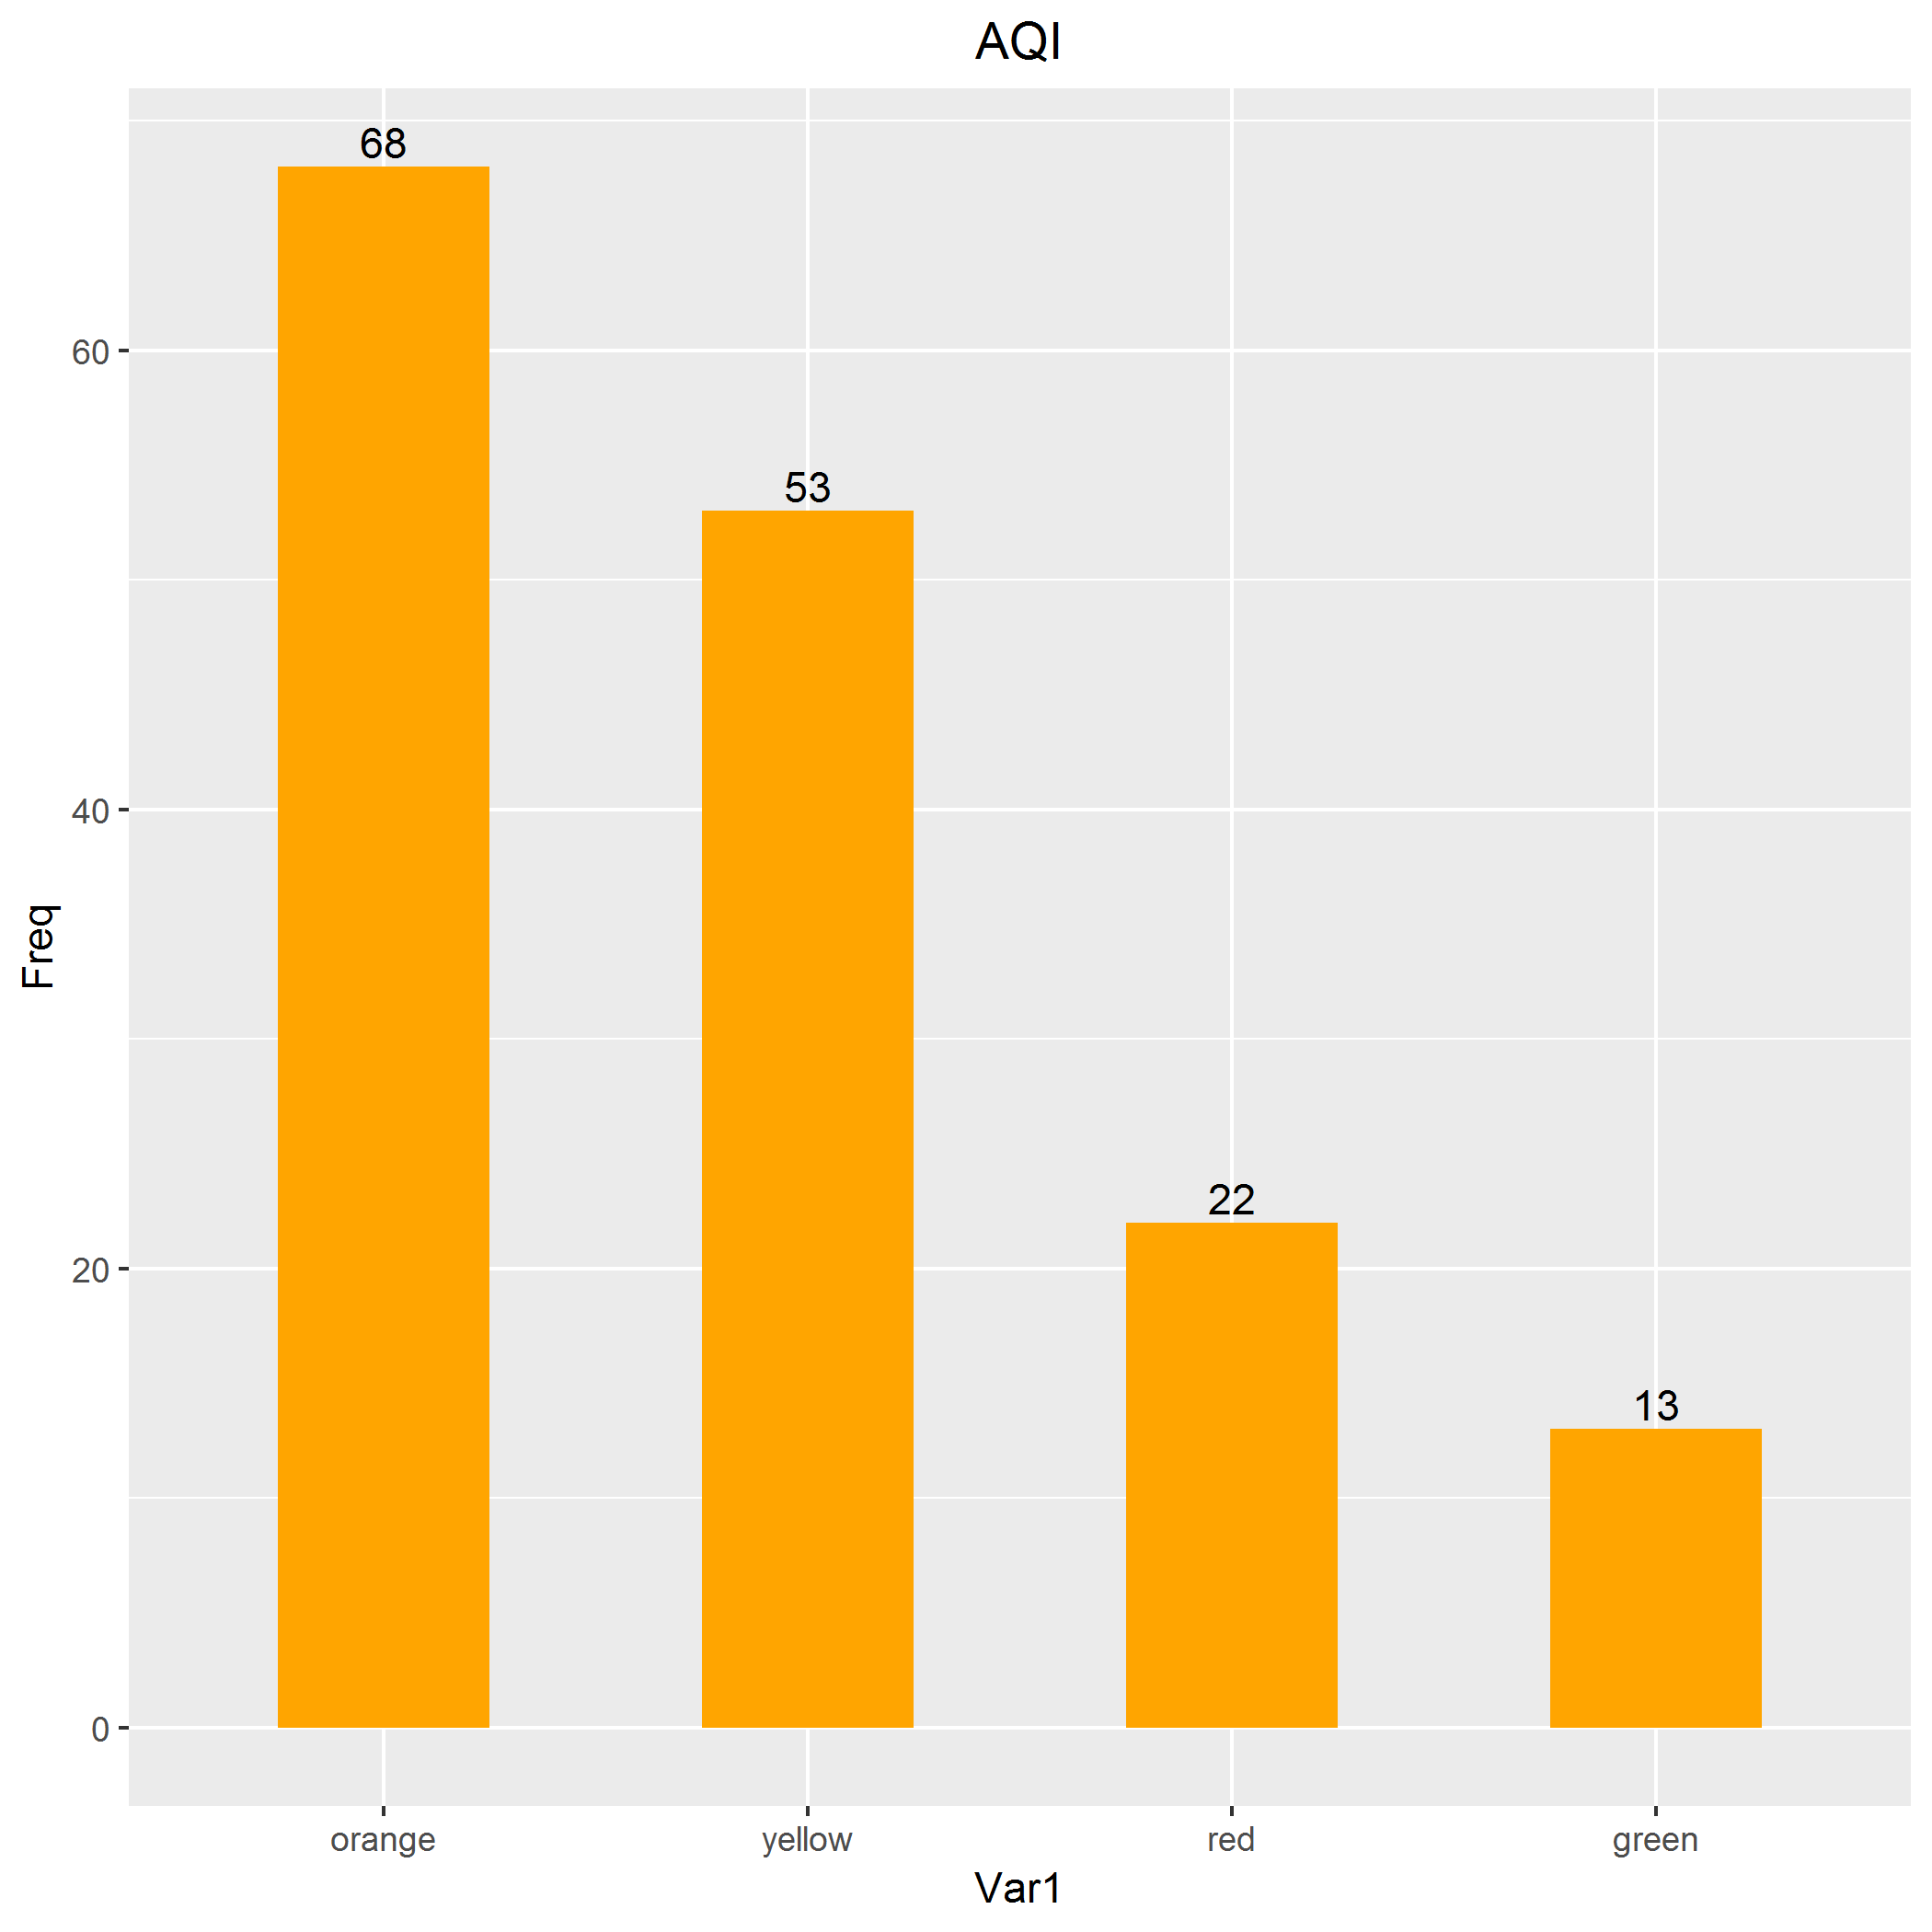 AQI
68
53
22
13
60
40
20
0
Freq
orange yellow red green
Var1